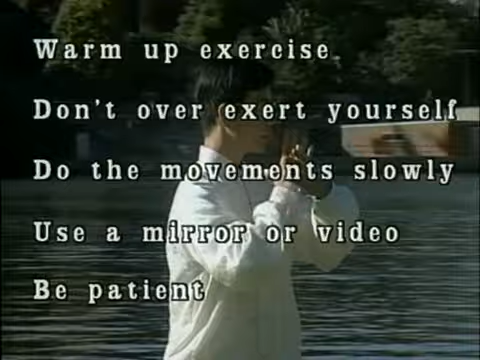 Warm up exercise
Don't over exert yourself
Do the movements slowly
Use a mirror or video
Be patient